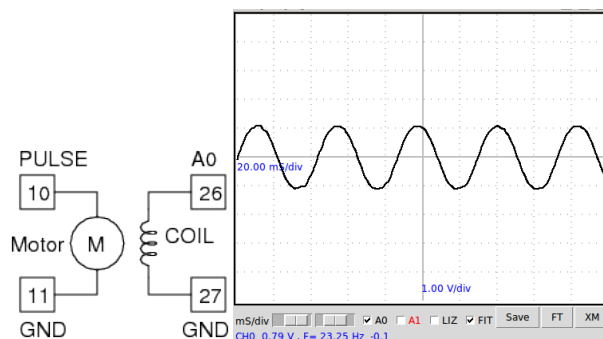 PULSE
A0
10
26
Motor
M
COIL
11
27
GND
GND
20.00 mS/div
1.00 V/div
mS/div
A0
A1
LIZ
FIT
Save
FT
XM
CH0 0.79 V , F= 23.25 Hz -0.1